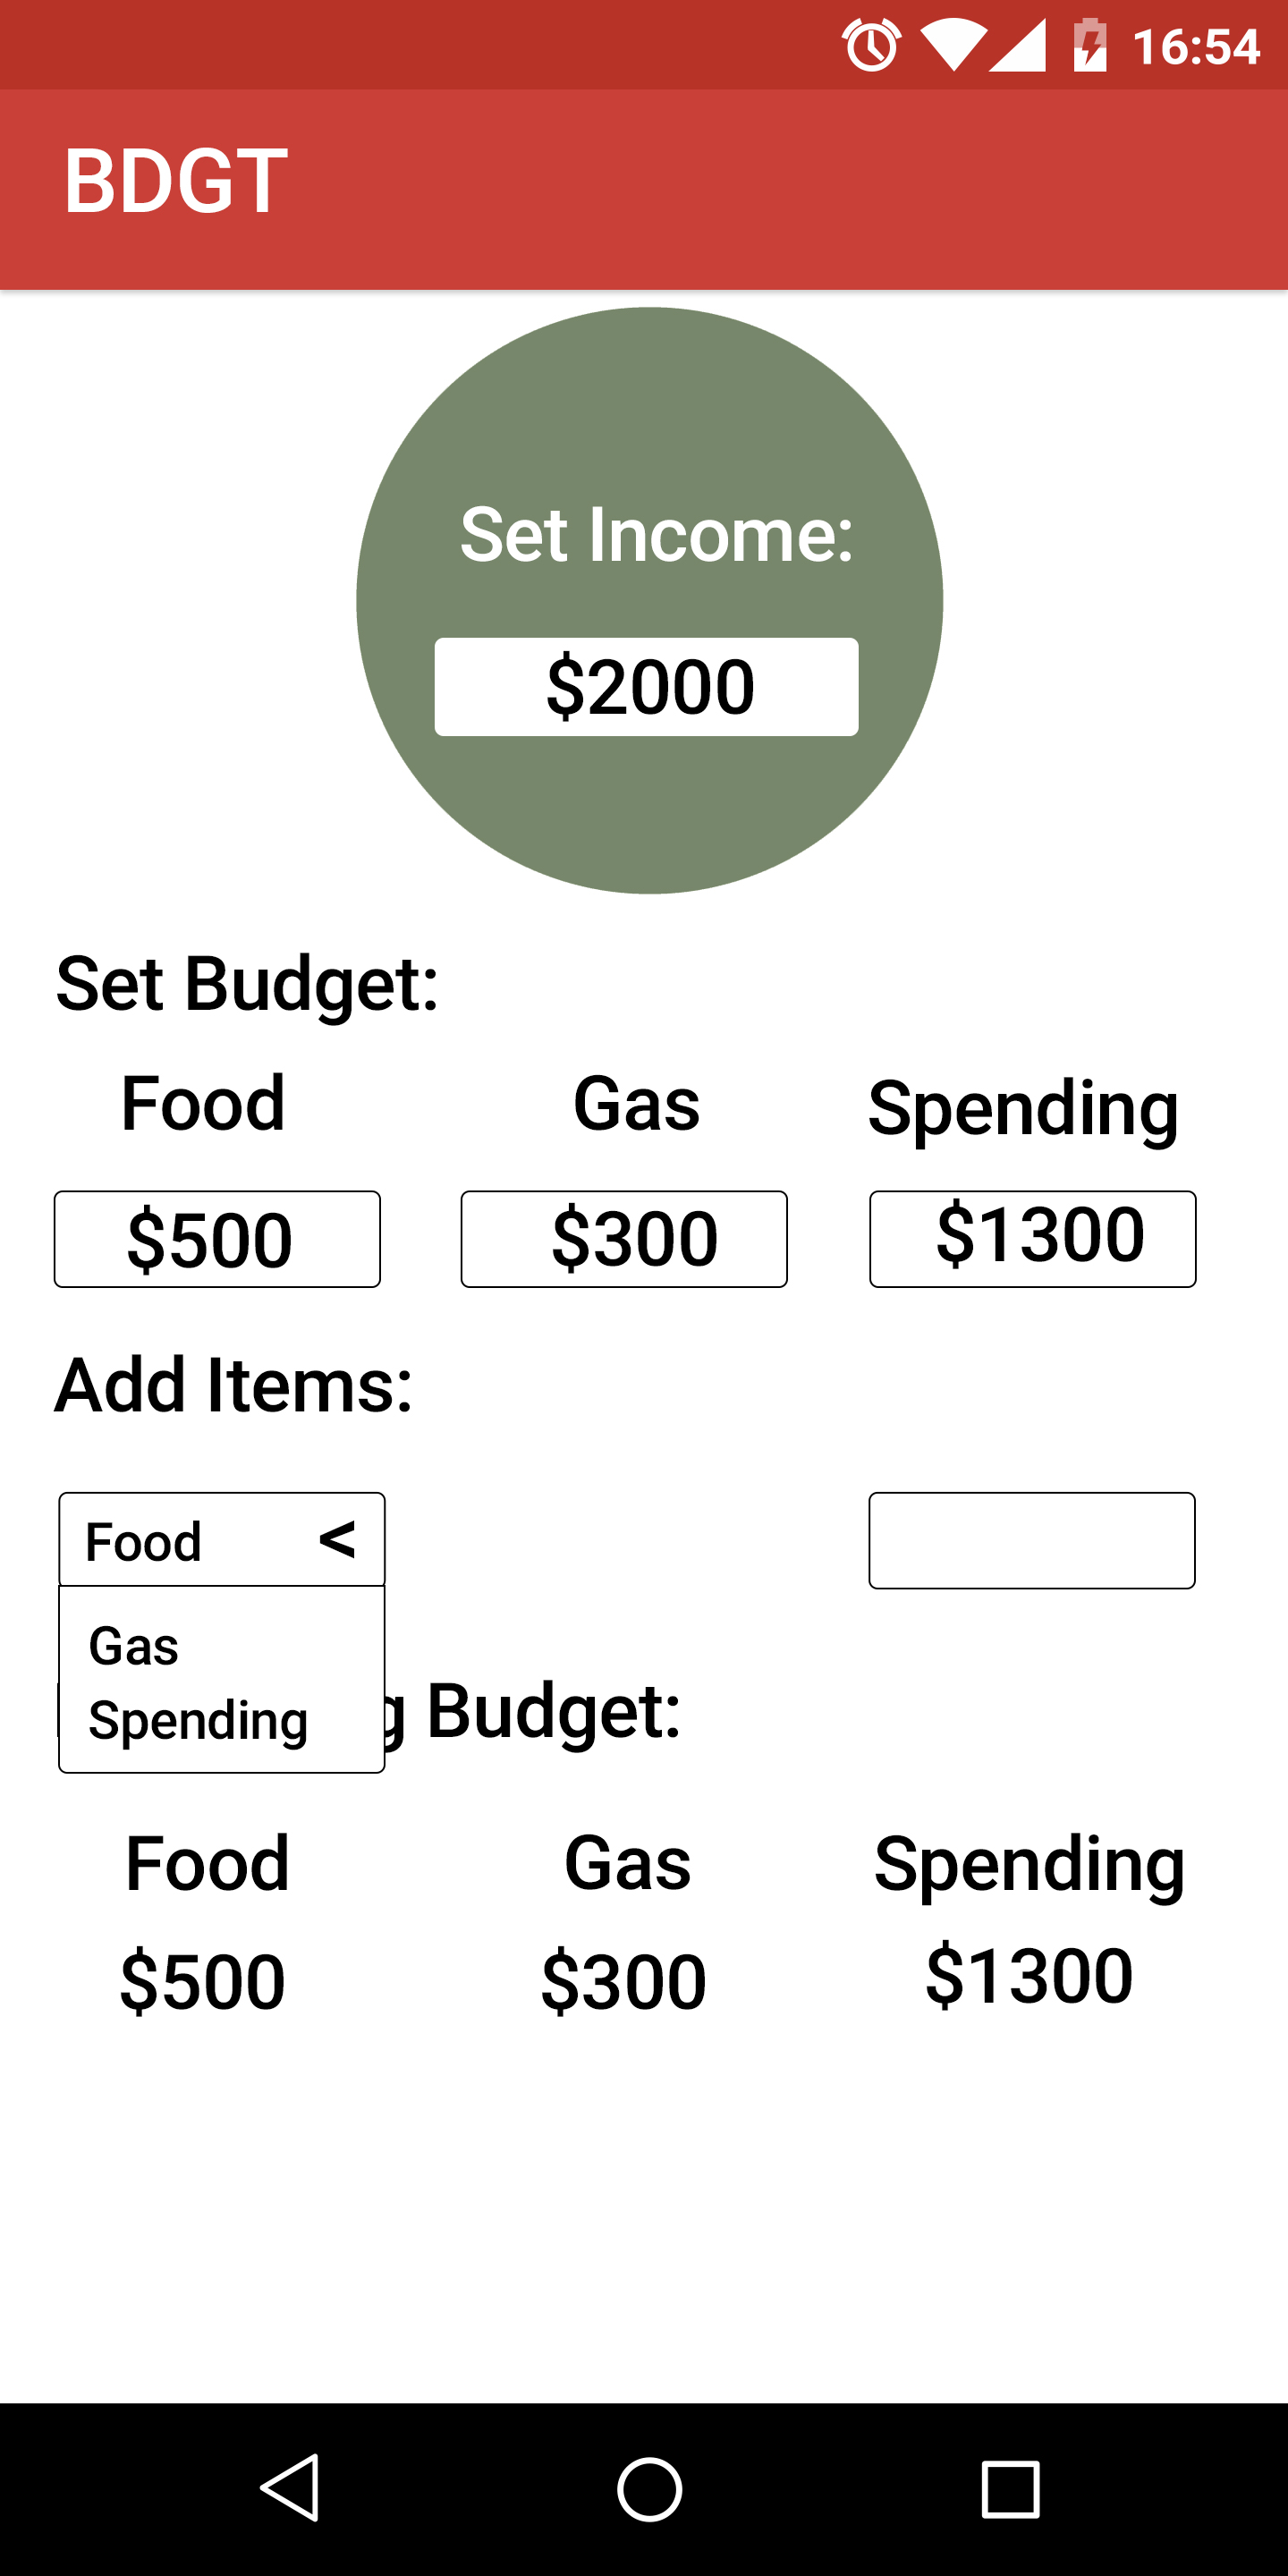 16:54
BDGT
Set Income:
$2000
Set Budget:
Food Gas Spending
$500 $300 $1300
Add Items:
Food <
Gas
Spending
Budget:
Food Gas Spending
$500 $300 $1300